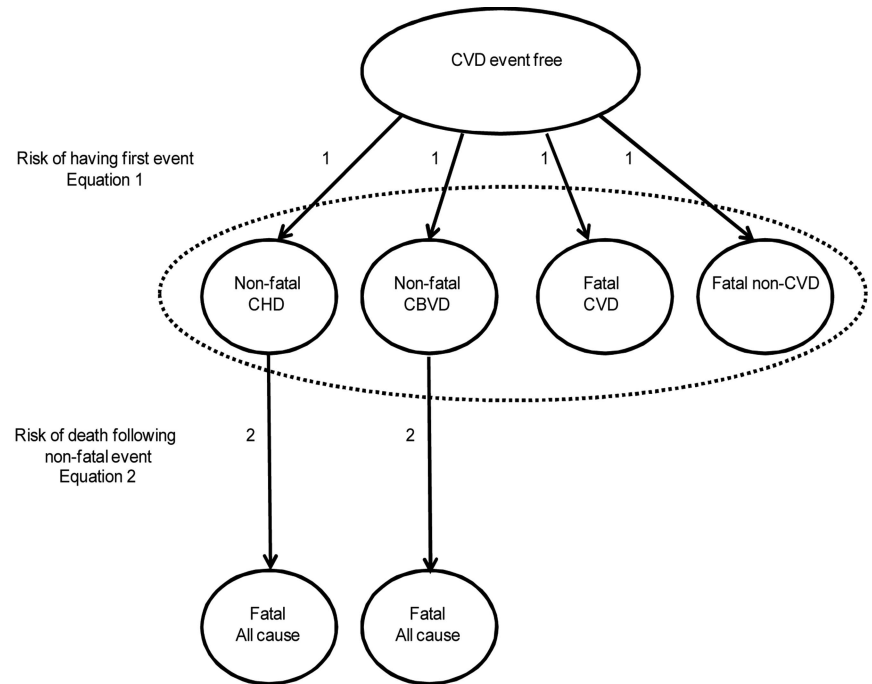 CVD event free
Risk of having first event
Equation 1
1
1
1
1
Non-fatal
CHD
Non-fatal
CBVD
Fatal
CVD
Fatal non-CVD
Risk of death following
non-fatal event
Equation 2
2
2
Fatal
All cause
Fatal
All cause